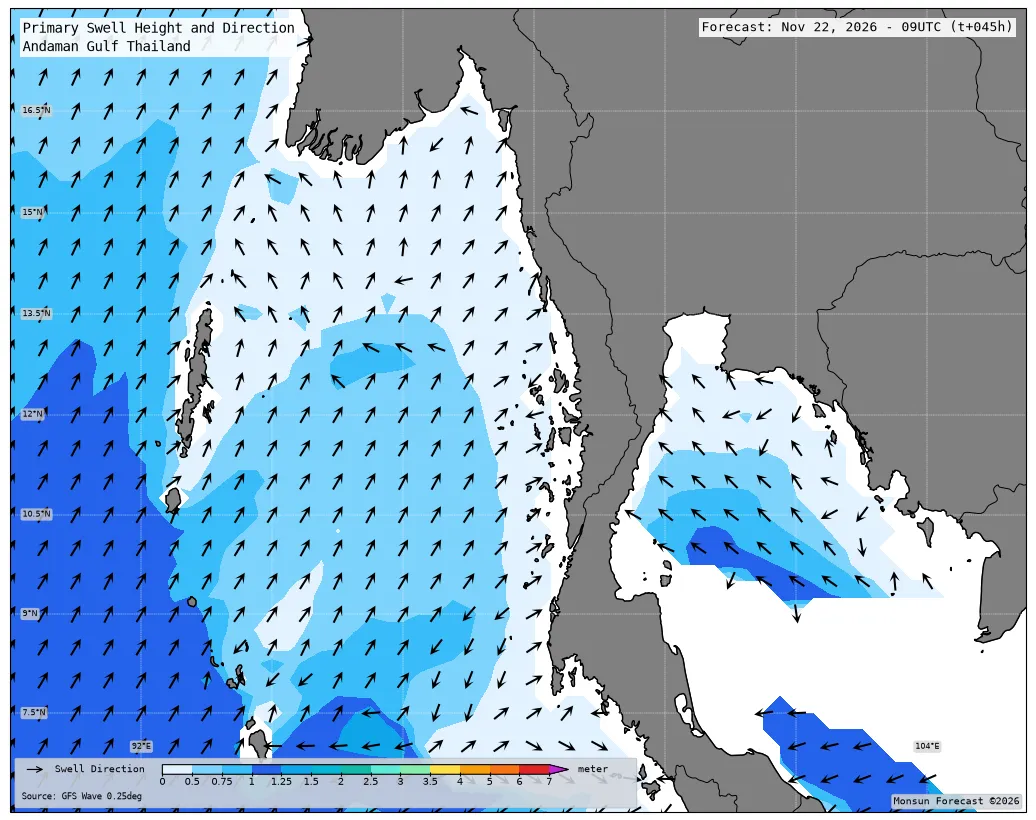 Primary Swell Height and Direction
Andaman Gulf Thailand
Forecast: Nov 22, 2026 - 09UTC (t+045h)
16.5°N
15°N
13.5°N
12°N
10.5°N
9°N
7.5°N
92°E
104°E
Swell Direction
meter
0 0.5 0.75 1 1.25 1.5 2 2.5 3 3.5 4 5 6 7
Source: GFS Wave 0.25deg
Monsun Forecast ©2026